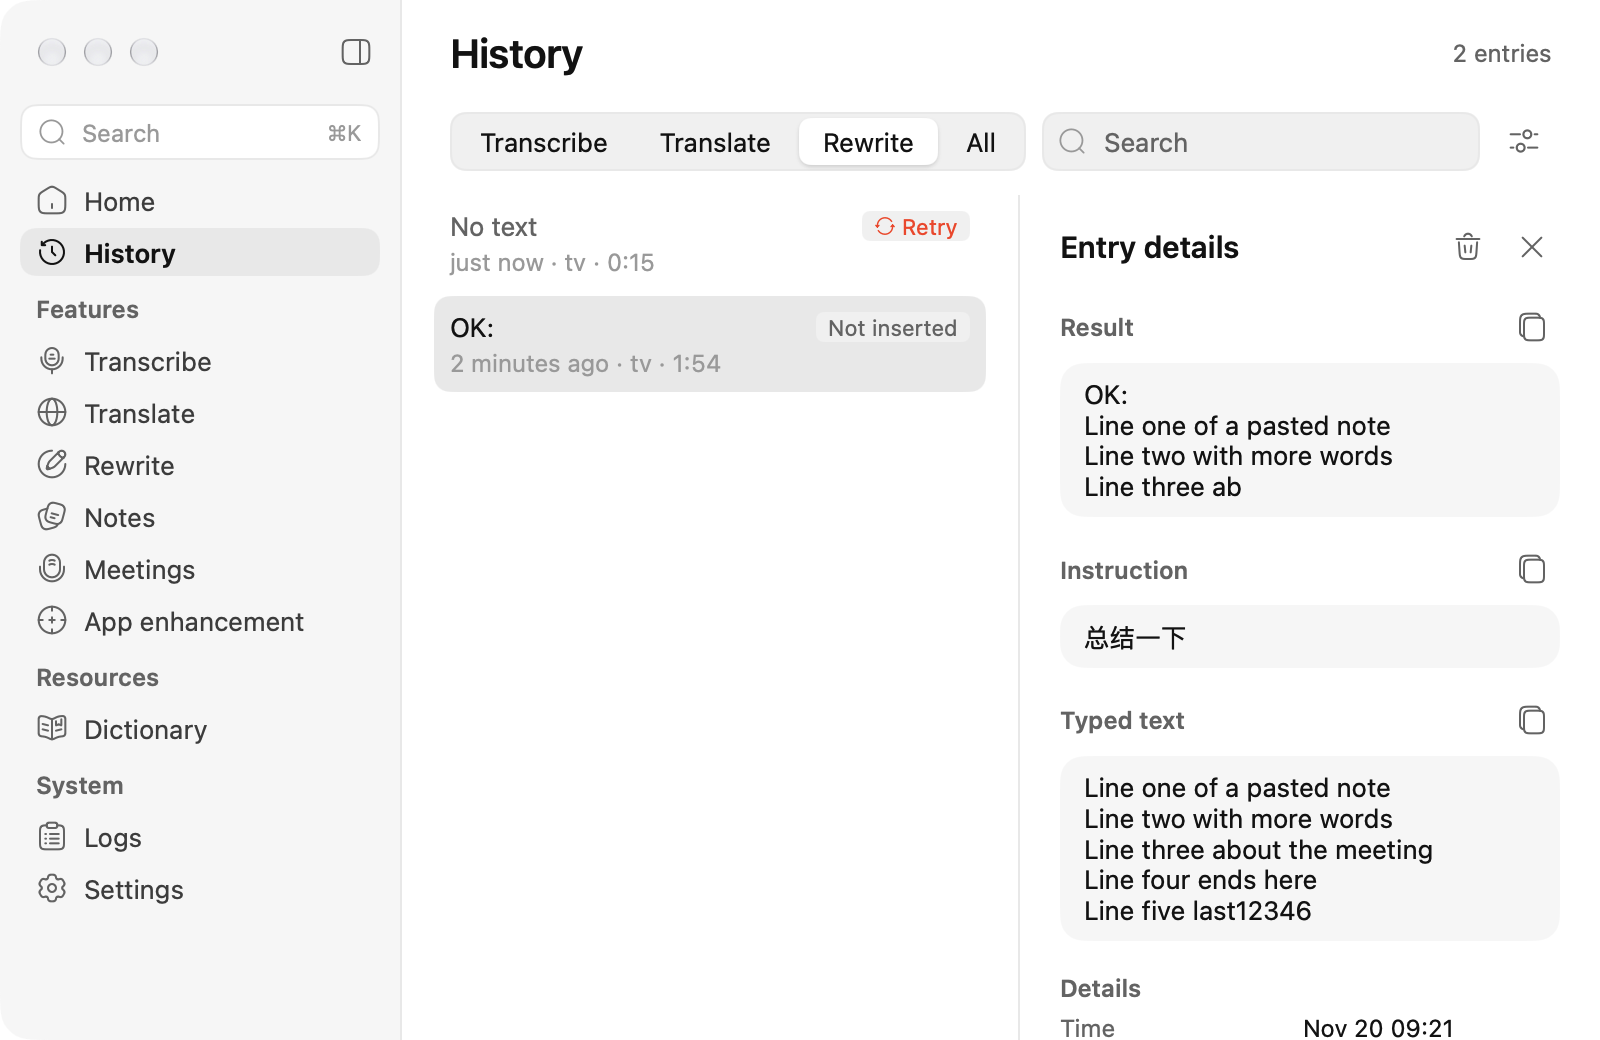 Search ⌘K
Home
History
Features
Transcribe
Translate
Rewrite
Notes
Meetings
App enhancement
Resources
Dictionary
System
Logs
Settings
History
2 entries
Transcribe Translate Rewrite All
Search
No text
Retry
just now · tv · 0:15
OK:
Not inserted
2 minutes ago · tv · 1:54
Entry details
Result
OK:
Line one of a pasted note
Line two with more words
Line three ab
Instruction
总结一下
Typed text
Line one of a pasted note
Line two with more words
Line three about the meeting
Line four ends here
Line five last12346
Details
Time Nov 20 09:21